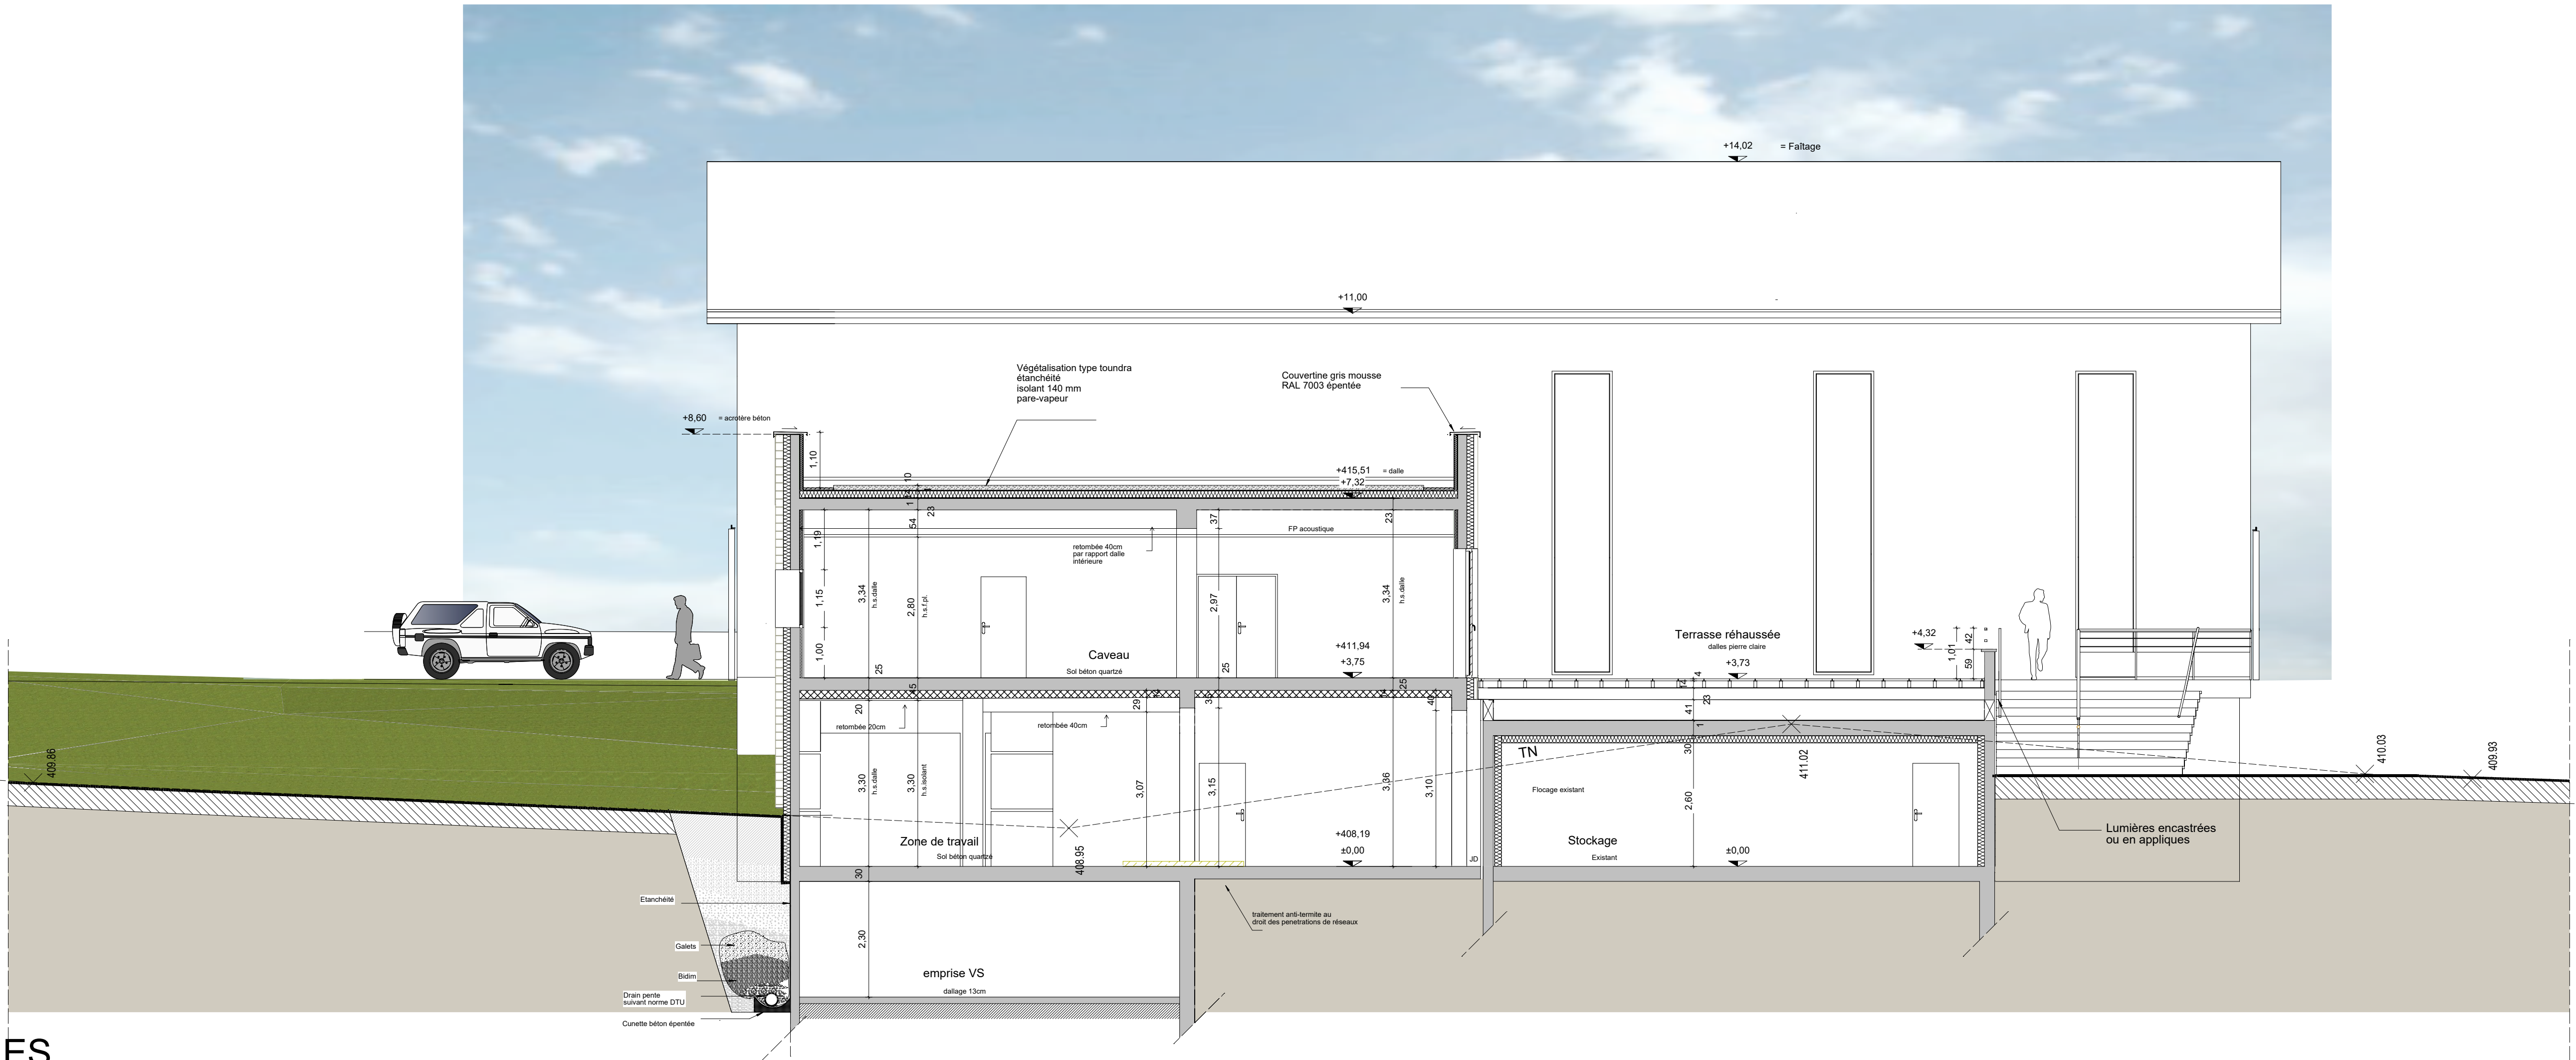 +14,02
= Faîtage
+11,00
Végétalisation type toundra
étanchéité
isolant 140 mm
pare-vapeur
Couvertine gris mousse
RAL 7003 épentée
+8,60
= acrotère béton
1,10
10
+415,51
= dalle
+7,32
1
23
54
37
23
FP acoustique
1,19
retombée 40cm
par rapport dalle
intérieure
1,15
3,34
h.s.dalle
2,80
h.s.f.pl.
2,97
3,34
h.s.dalle
1,00
25
Caveau
Sol béton quartzé
25
+411,94
+3,75
Terrasse réhaussée
dalles pierre claire
+3,73
+4,32
1,01
42
59
45
14
35
14
25
4
14
23
20
retombée 20cm
retombée 40cm
29
40
41
1
30
TN
411.02
409.86
410.03
409.93
3,30
h.s.dalle
3,30
h.s.isolant
3,07
3,15
3,36
3,10
Flocage existant
2,60
Zone de travail
Sol béton quartzé
408.95
+408,19
±0,00
JD
Stockage
Existant
±0,00
Lumières encastrées
ou en appliques
30
Etanchéité
traitement anti-termite au
droit des penetrations de réseaux
Galets
2,30
Bidim
emprise VS
dallage 13cm
Drain pente
suivant norme DTU
Cunette béton épentée
ES